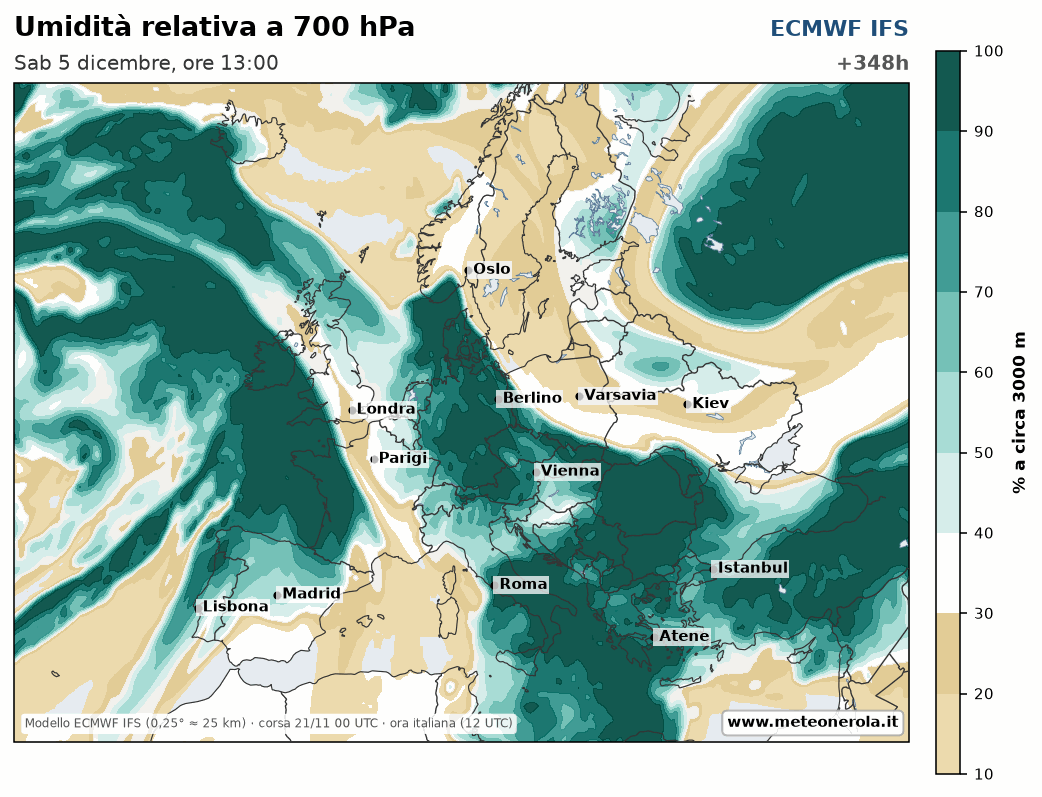 Umidità relativa a 700 hPa
ECMWF IFS
Sab 5 dicembre, ore 13:00
+348h
100
90
80
70
60
50
40
30
20
10
% a circa 3000 m
Oslo
Berlino
Varsavia
Kiev
Londra
Parigi
Vienna
Istanbul
Roma
Madrid
Lisbona
Atene
Modello ECMWF IFS (0,25° ≈ 25 km) · corsa 21/11 00 UTC · ora italiana (12 UTC)
www.meteonerola.it